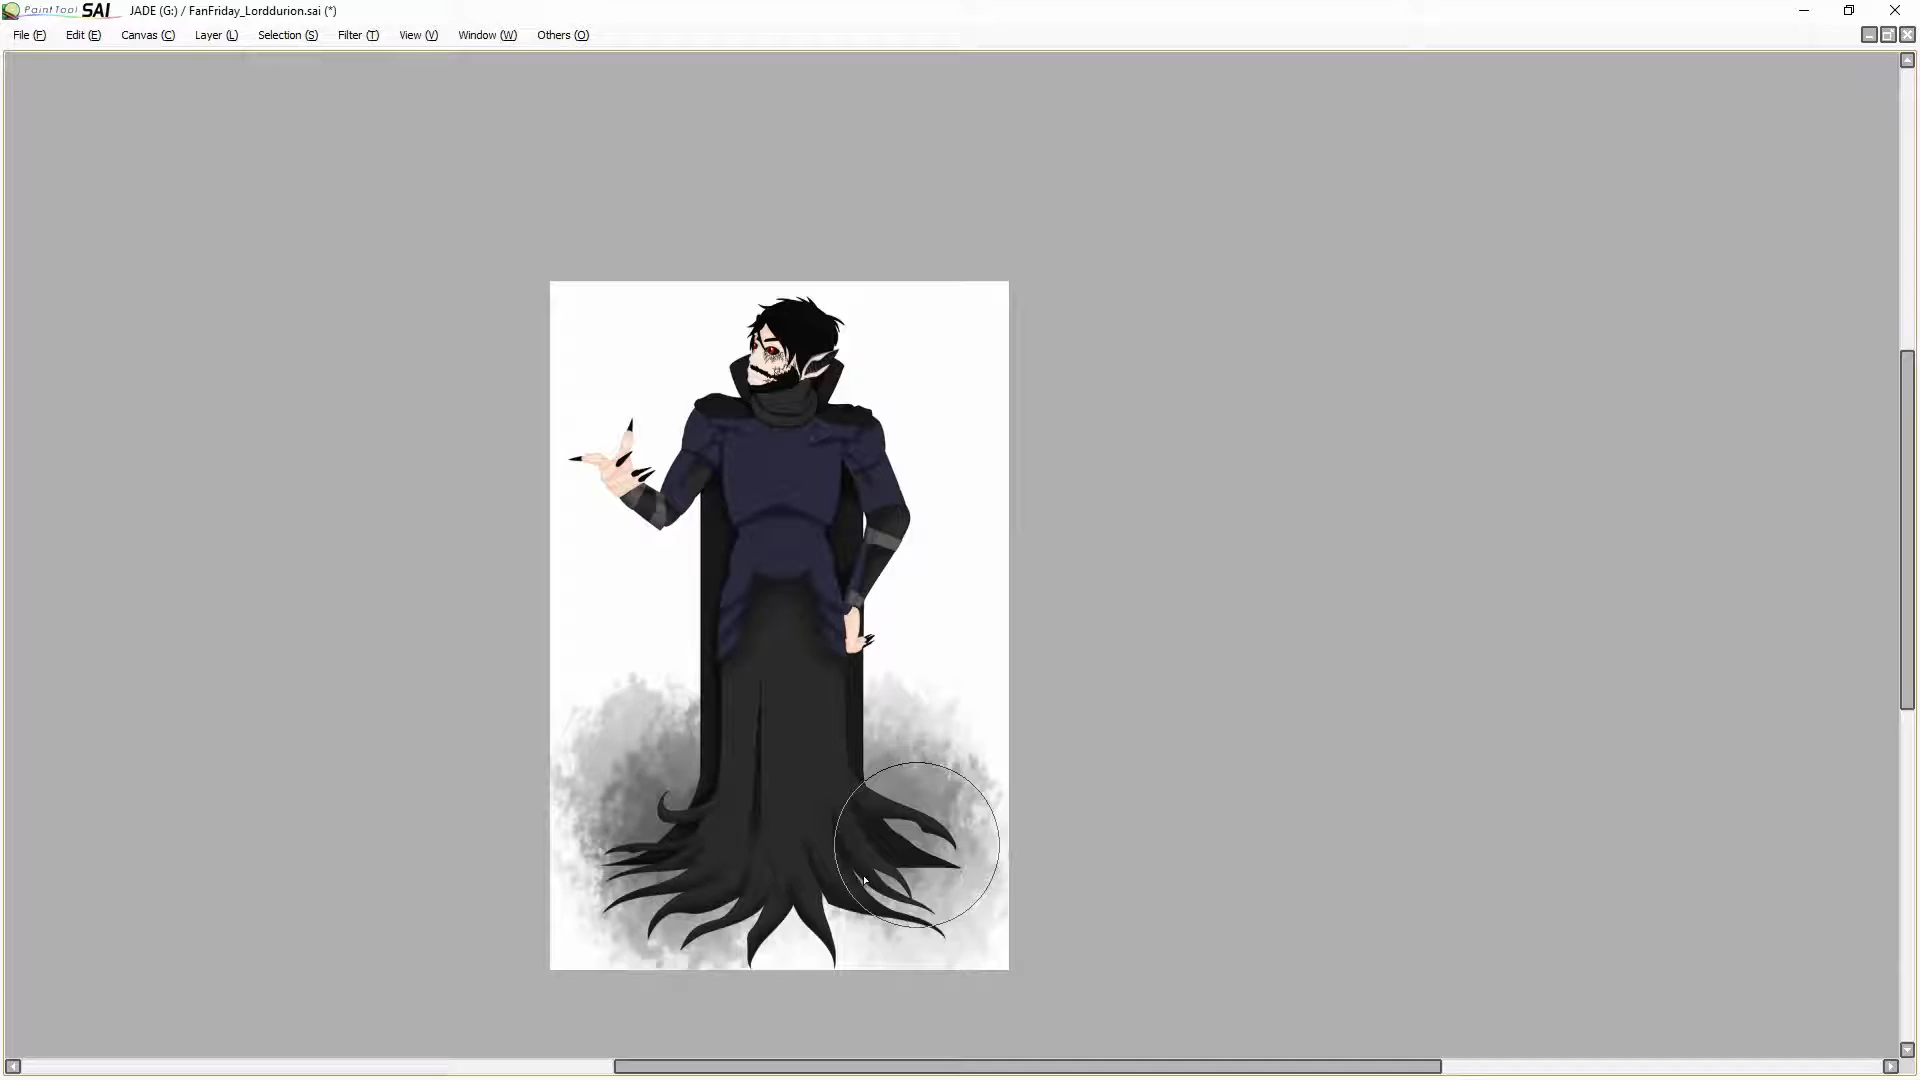 PaintTool SAI JADE (G:) / FanFriday_Lorddurion.sai (*)
File (F) Edit (E) Canvas (C) Layer (L) Selection (S) Filter (T) View (V) Window (W) Others (O)